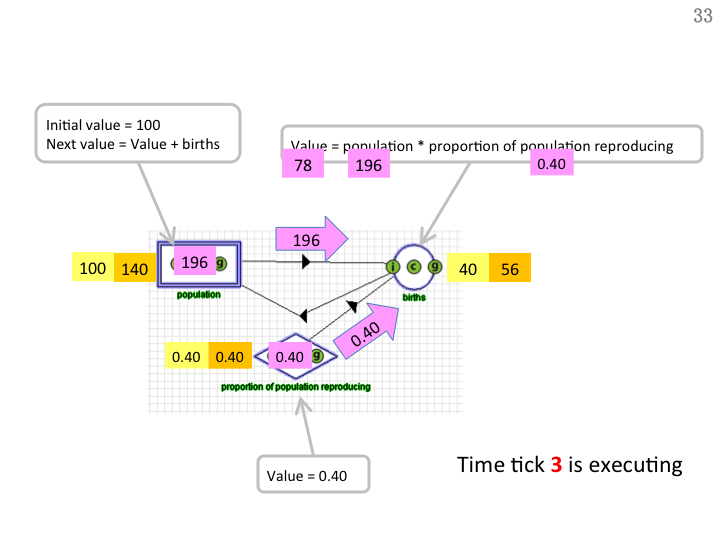 33
Initial value = 100
Next value = Value + births
Value = population * proportion of population reproducing
78 196 0.40
196
100 140 196 g
i c g
40 56
population
births
0.40
0.40 0.40 0.40 g
proportion of population reproducing
Value = 0.40
Time tick 3 is executing